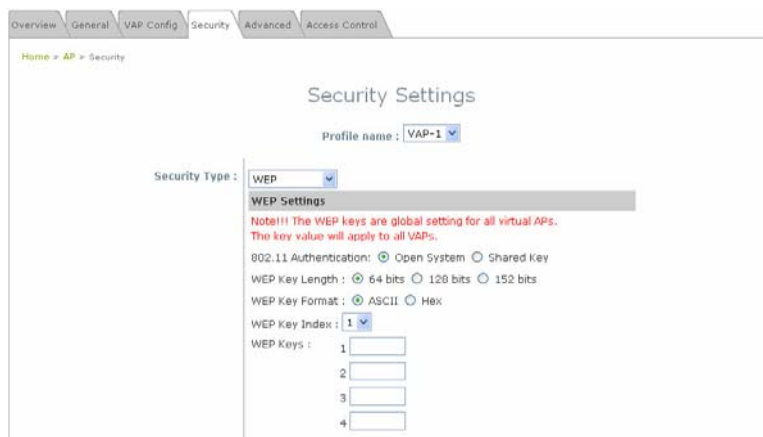 Overview General VAP Config Security Advanced Access Control
Home > AP > Security
Security Settings
Profile name : VAP-1
Security Type : WEP
WEP Settings
Note!!! The WEP keys are global setting for all virtual APs.
The key value will apply to all VAPs.
802.11 Authentication: Open System Shared Key
WEP Key Length : 64 bits 128 bits 152 bits
WEP Key Format : ASCII Hex
WEP Key Index : 1
WEP Keys : 1
2
3
4